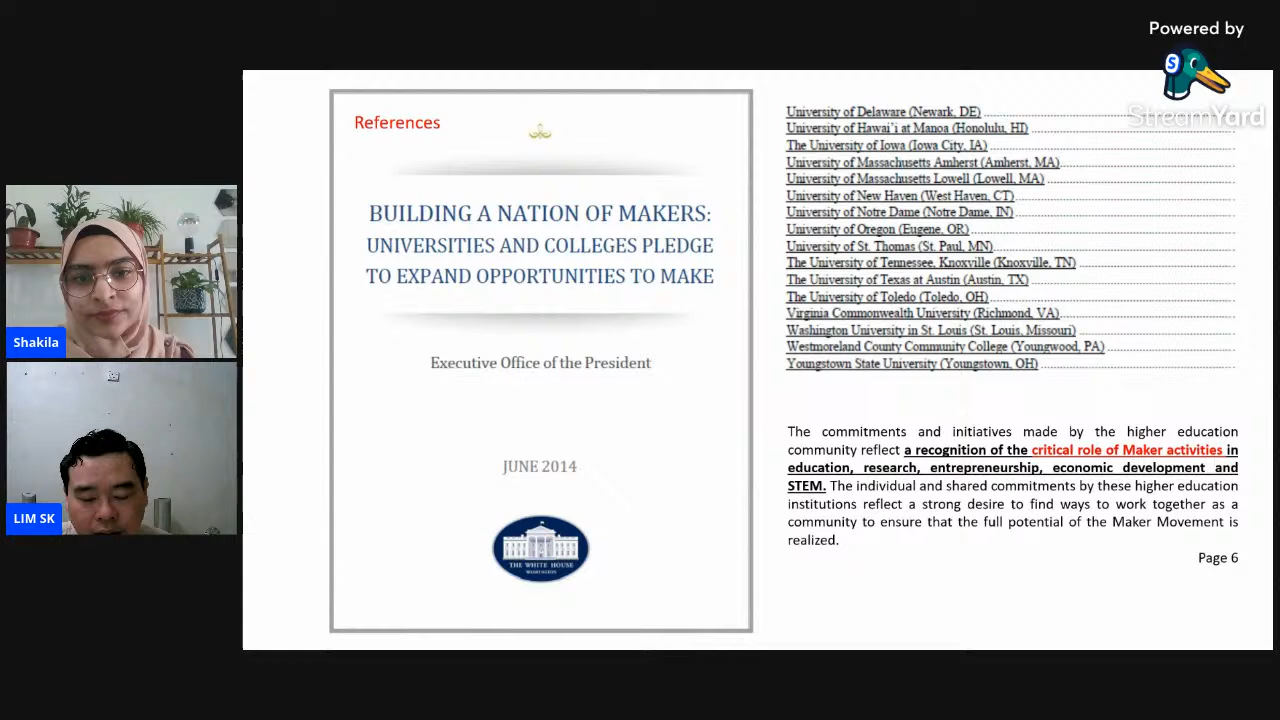 Powered by
StreamYard
References
BUILDING A NATION OF MAKERS:
UNIVERSITIES AND COLLEGES PLEDGE
TO EXPAND OPPORTUNITIES TO MAKE
Executive Office of the President
JUNE 2014
THE WHITE HOUSE
WASHINGTON
University of Delaware (Newark, DE)
University of Hawai'i at Manoa (Honolulu, HI)
The University of Iowa (Iowa City, IA)
University of Massachusetts Amherst (Amherst, MA)
University of Massachusetts Lowell (Lowell, MA)
University of New Haven (West Haven, CT)
University of Notre Dame (Notre Dame, IN)
University of Oregon (Eugene, OR)
University of St. Thomas (St. Paul, MN)
The University of Tennessee, Knoxville (Knoxville, TN)
The University of Texas at Austin (Austin, TX)
The University of Toledo (Toledo, OH)
Virginia Commonwealth University (Richmond, VA)
Washington University in St. Louis (St. Louis, Missouri)
Westmoreland County Community College (Youngwood, PA)
Youngstown State University (Youngstown, OH)
The commitments and initiatives made by the higher education
community reflect a recognition of the critical role of Maker activities in
education, research, entrepreneurship, economic development and
STEM. The individual and shared commitments by these higher education
institutions reflect a strong desire to find ways to work together as a
community to ensure that the full potential of the Maker Movement is
realized.
Page 6
Shakila
LIM SK